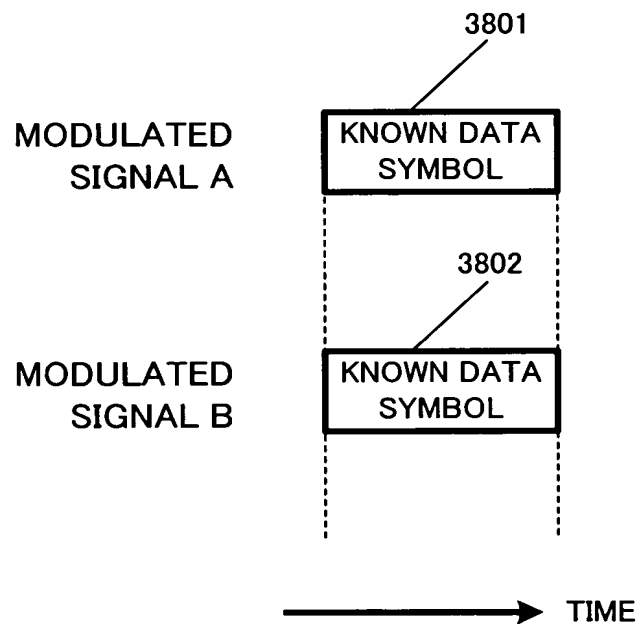 3801
MODULATED
SIGNAL A
KNOWN DATA
SYMBOL
3802
MODULATED
SIGNAL B
KNOWN DATA
SYMBOL
TIME